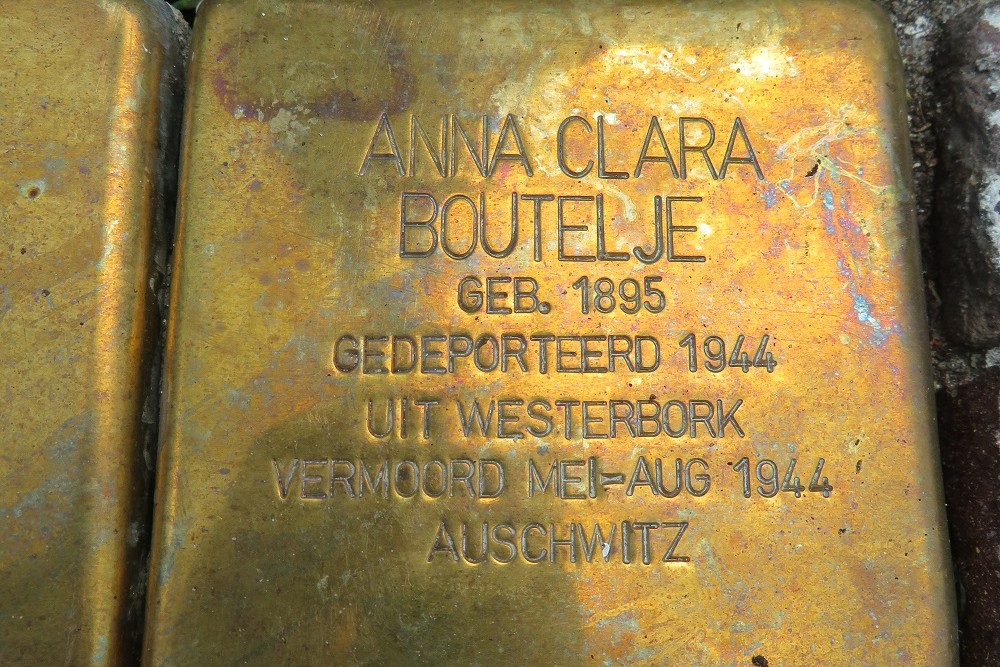 ANNA CLARA
BOUTELJE
GEB. 1895
GEDEPORTEERD 1944
UIT WESTERBORK
VERMOORD MEI-AUG 1944
AUSCHWITZ